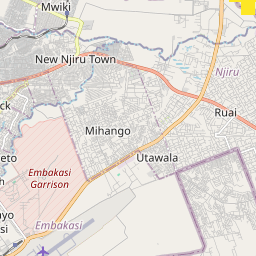 Mwiki
New Njiru Town
Njiru
ck
Ruai
Mihango
eto
Utawala
Embakasi
Garrison
h
ayo
si
Embakasi